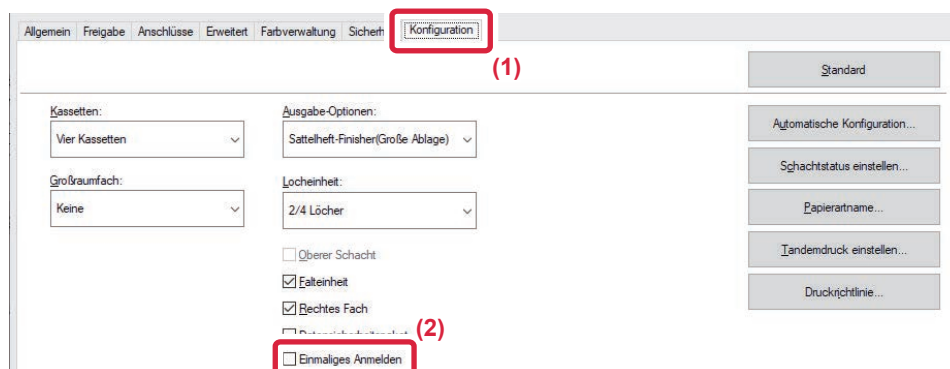 Allgemein Freigabe Anschlüsse Erweitert Farbverwaltung Sicherh Konfiguration
(1)
Standard
Kassetten:
Vier Kassetten
Ausgabe-Optionen:
Sattelheft-Finisher(Große Ablage)
Automatische Konfiguration...
Schachtstatus einstellen...
Großraumfach:
Keine
Locheinheit:
2/4 Löcher
Papierartname...
Tandemdruck einstellen...
Oberer Schacht
Falteinheit
Druckrichtlinie...
Rechtes Fach
(2)
Einmaliges Anmelden